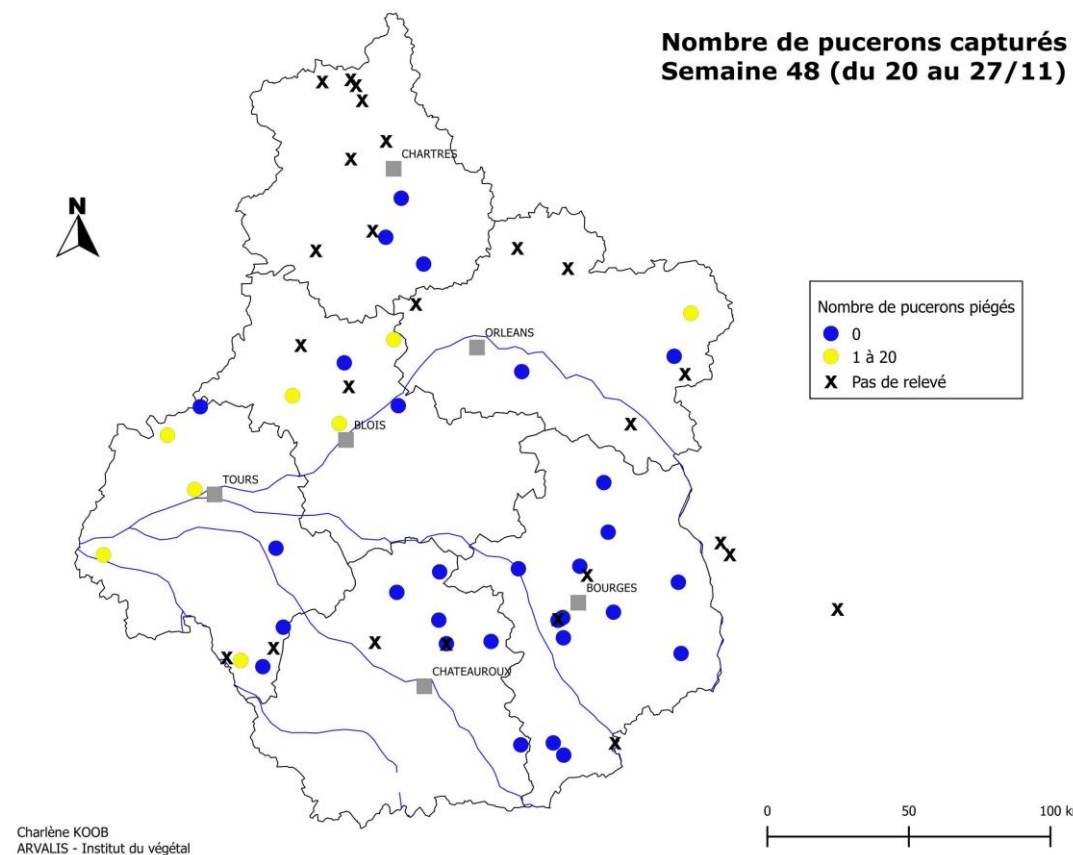 Nombre de pucerons capturés
Semaine 48 (du 20 au 27/11)
CHARTRES
N
ORLEANS
Nombre de pucerons piégés
0
1 à 20
X Pas de relevé
BLOIS
TOURS
BOURGES
CHATEAUROUX
0 50 100 k
Charlène KOOB
ARVALIS - Institut du végétal